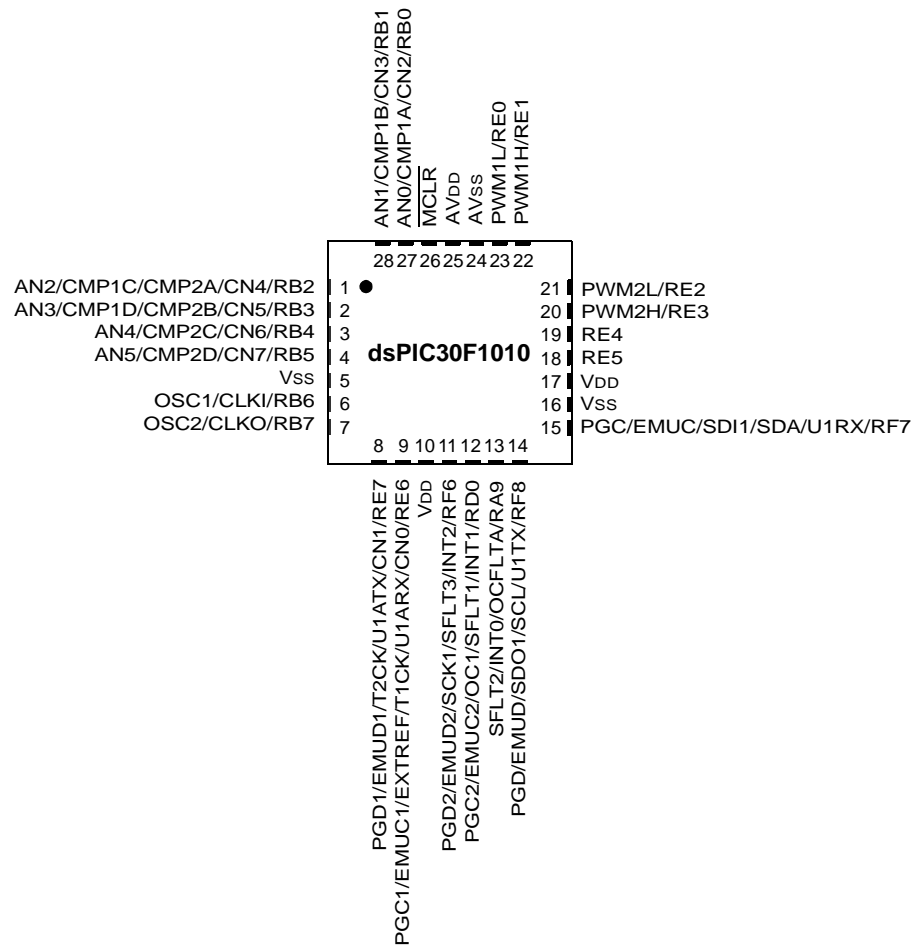 AN1/CMP1B/CN3/RB1
AN0/CMP1A/CN2/RB0
MCLR
AVDD
AVSS
PWM1L/RE0
PWM1H/RE1
28 27 26 25 24 23 22
AN2/CMP1C/CMP2A/CN4/RB2 1
AN3/CMP1D/CMP2B/CN5/RB3 2
AN4/CMP2C/CN6/RB4 3
AN5/CMP2D/CN7/RB5 4
VSS 5
OSC1/CLKI/RB6 6
OSC2/CLKO/RB7 7
dsPIC30F1010
21 PWM2L/RE2
20 PWM2H/RE3
19 RE4
18 RE5
17 VDD
16 VSS
15 PGC/EMUC/SDI1/SDA/U1RX/RF7
8 9 10 11 12 13 14
PGD1/EMUD1/T2CK/U1ATX/CN1/RE7
PGC1/EMUC1/EXTREF/T1CK/U1ARX/CN0/RE6
VDD
PGD2/EMUD2/SCK1/SFLT3/INT2/RF6
PGC2/EMUC2/OC1/SFLT1/INT1/RD0
SFLT2/INT0/OCFLTA/RA9
PGD/EMUD/SDO1/SCL/U1TX/RF8